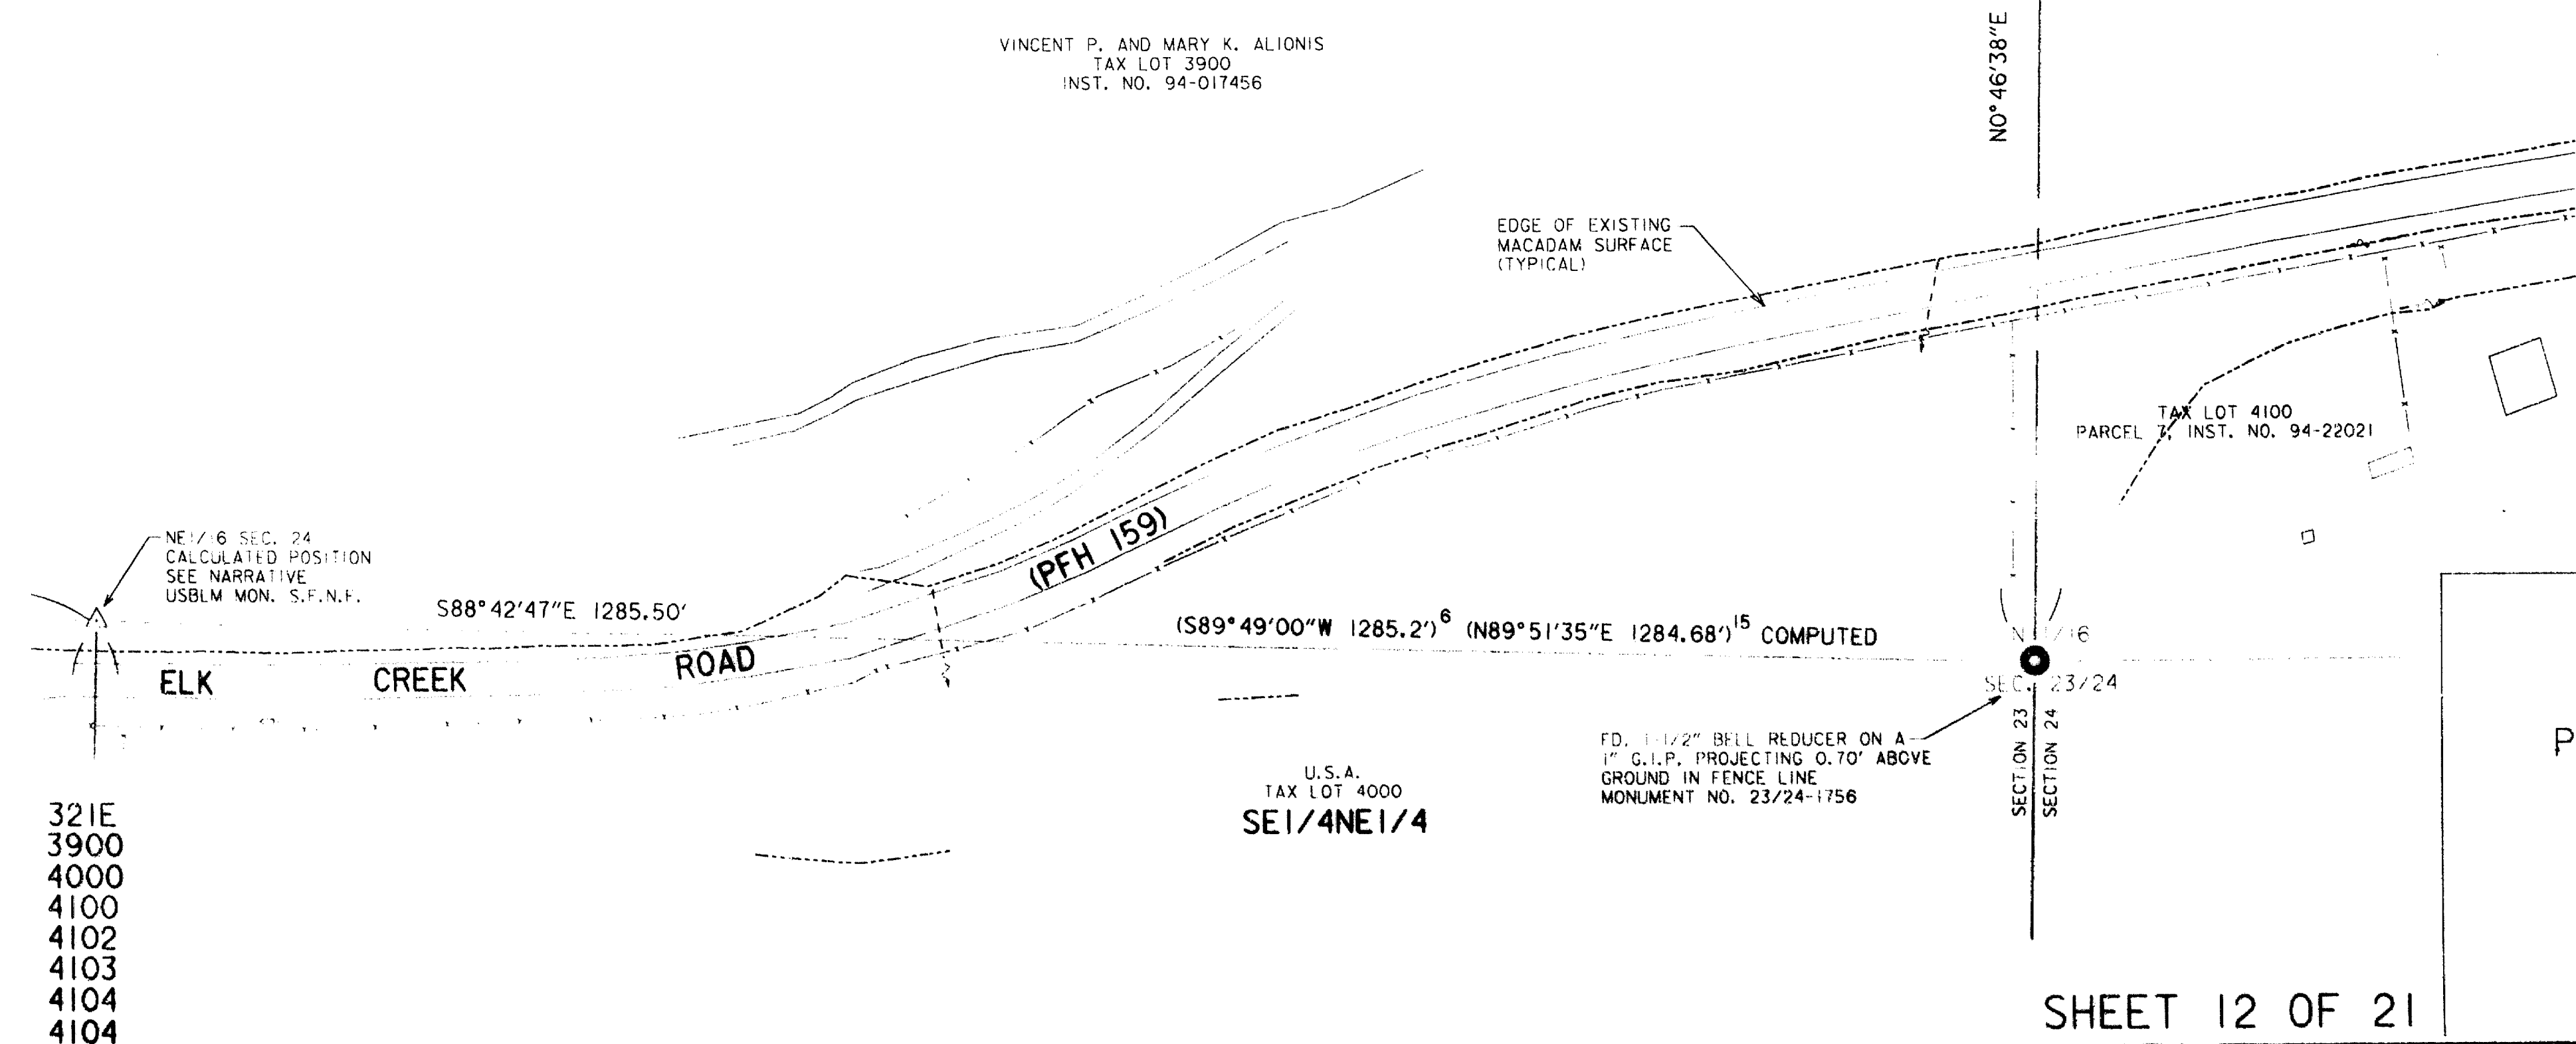 VINCENT P. AND MARY K. ALIONIS
TAX LOT 3900
INST. NO. 94-017456
N0°46'38"E
EDGE OF EXISTING
MACADAM SURFACE
(TYPICAL)
TAX LOT 4100
PARCEL 7, INST. NO. 94-22021
NE1/16 SEC. 24
CALCULATED POSITION
SEE NARRATIVE
USBLM MON. S.F.N.F.
S88°42'47"E 1285.50'
(PFH 159)
(S89°49'00"W 1285.2')6 (N89°51'35"E 1284.68')15 COMPUTED
N1/16
SEC. 23/24
ELK CREEK ROAD
SECTION 23
SECTION 24
FD. 1-1/2" BELL REDUCER ON A
1" G.I.P. PROJECTING 0.70' ABOVE
GROUND IN FENCE LINE
MONUMENT NO. 23/24-1756
U.S.A.
TAX LOT 4000
SE1/4NE1/4
P
321E
3900
4000
4100
4102
4103
4104
4104
SHEET 12 OF 21